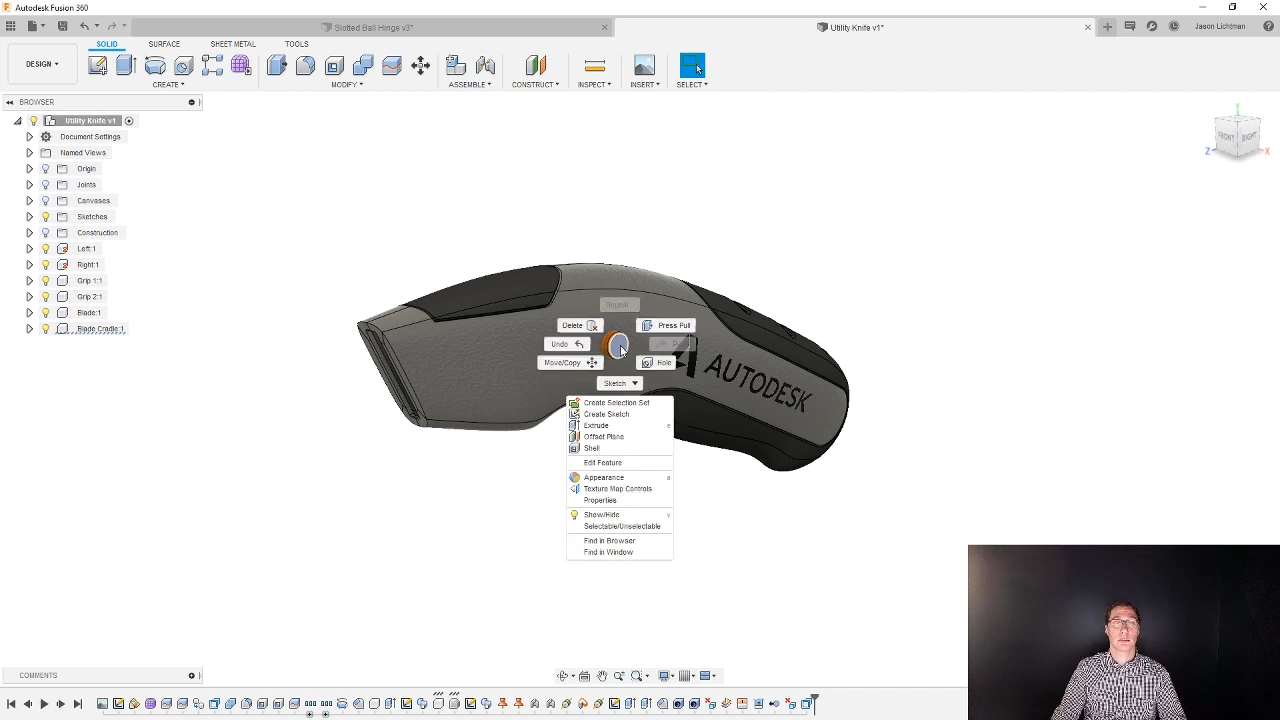 Autodesk Fusion 360
Slotted Ball Hinge v3*
Utility Knife v1*
Jason Lichtman
DESIGN
SOLID
SURFACE
SHEET METAL
TOOLS
CREATE
MODIFY
ASSEMBLE
CONSTRUCT
INSPECT
INSERT
SELECT
BROWSER
Utility Knife v1
Document Settings
Named Views
Origin
Joints
Canvases
Sketches
Construction
Left:1
Right:1
Grip 1:1
Grip 2:1
Blade:1
Blade Cradle:1
Y
FRONT
RIGHT
Z
X
Repeat
Delete
Press Pull
Undo
Move/Copy
Hole
Sketch
AUTODESK
Create Selection Set
Create Sketch
Extrude e
Offset Plane
Shell
Edit Feature
Appearance a
Texture Map Controls
Properties
Show/Hide v
Selectable/Unselectable
Find in Browser
Find in Window
COMMENTS